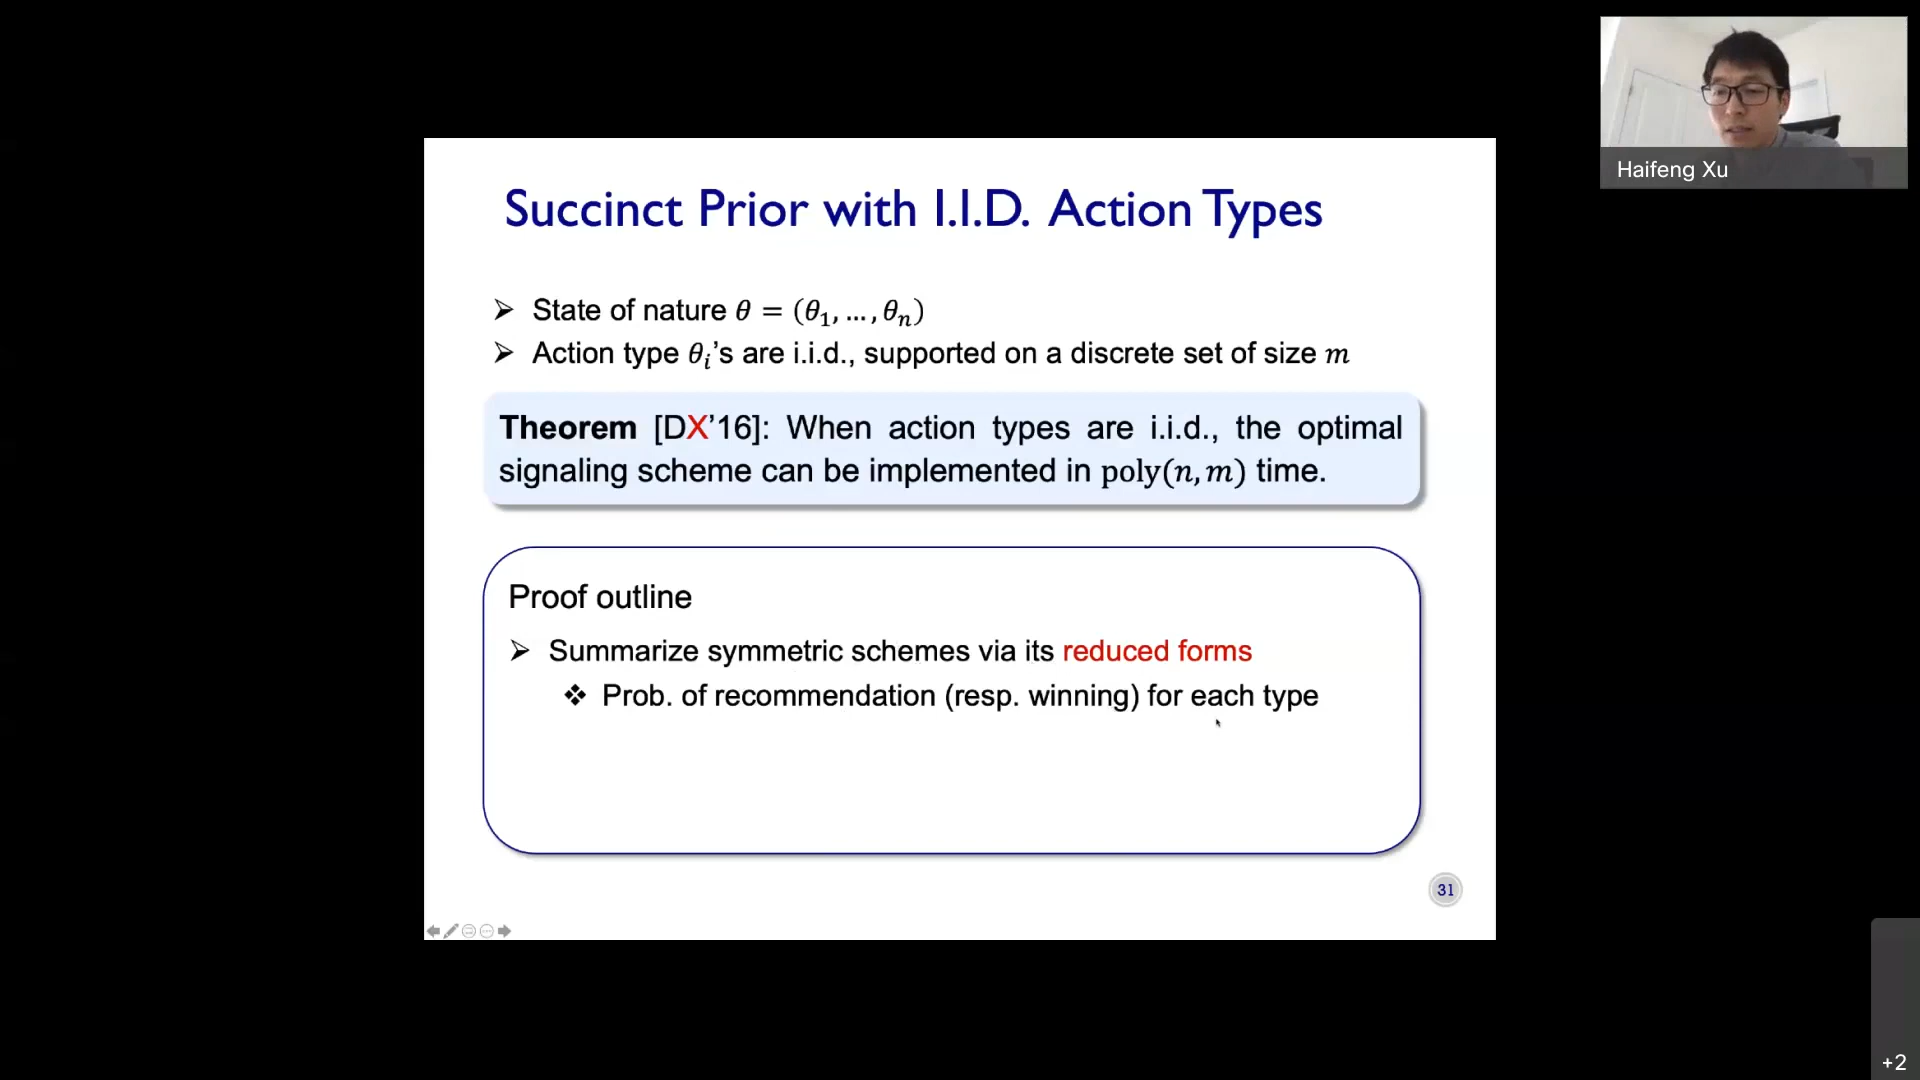 Haifeng Xu
Succinct Prior with I.I.D. Action Types
➢ State of nature θ = (θ₁, … , θₙ)
➢ Action type θᵢ's are i.i.d., supported on a discrete set of size m
Theorem [DX'16]: When action types are i.i.d., the optimal
signaling scheme can be implemented in poly(n, m) time.
Proof outline
➢ Summarize symmetric schemes via its reduced forms
❖ Prob. of recommendation (resp. winning) for each type
31
+2